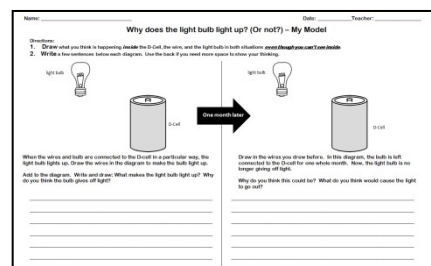 Name: ____________________ Date: ____________Teacher: ____________
Why does the light bulb light up? (Or not?) – My Model
Directions:
1. Draw what you think is happening inside the D-Cell, the wire, and the light bulb in both situations even though you can't see inside.
2. Write a few sentences below each diagram. Use the back if you need more space to show your thinking.
light bulb
D-Cell
When the wires and bulb are connected to the D-cell in a particular way, the
light bulb lights up. Draw the wires in the diagram to make the bulb light up.
Add to the diagram. Write and draw: What makes the light bulb light up? Why
do you think the bulb gives off light?
One month later
light bulb
D-Cell
Draw in the wires you drew before. In this diagram, the bulb is left
connected to the D-cell for one whole month. Now, the light bulb is no
longer giving off light.
Why do you think this could be? What do you think would cause the light
to go out?